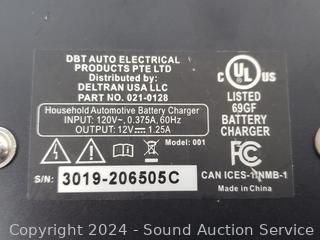 DBT AUTO ELECTRICAL
PRODUCTS PTE LTD
Distributed by:
DELTRAN USA LLC
PART NO. 021-0128
Household Automotive Battery Charger
INPUT: 120V~, 0.375A, 60Hz
OUTPUT: 12V⎓ 1.25A
Model: 001
S/N: 3019-206505C
C UL US
LISTED
69GF
BATTERY
CHARGER
FC
CAN ICES-1/NMB-1
Made in China
Copyright 2024 - Sound Auction Service